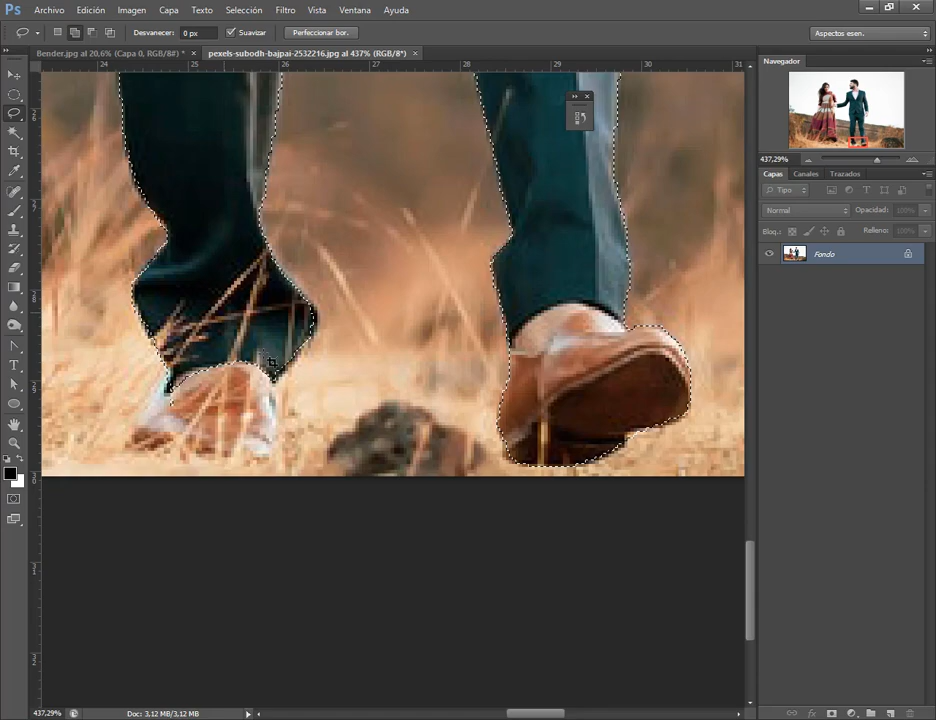 Ps Archivo Edición Imagen Capa Texto Selección Filtro Vista Ventana Ayuda
Desvanecer: 0 px Suavizar Perfeccionar bor. Aspectos esen.
Bender.jpg al 20,6% (Capa 0, RGB/8#) * × pexels-subodh-bajpai-2532216.jpg al 437% (RGB/8*) ×
24 25 26 27 28 29 30 31
Navegador
437,29%
Capas Canales Trazados
Tipo
Normal Opacidad: 100%
Bloq.: Relleno: 100%
Fondo
437,29% Doc: 3,12 MB/3,12 MB